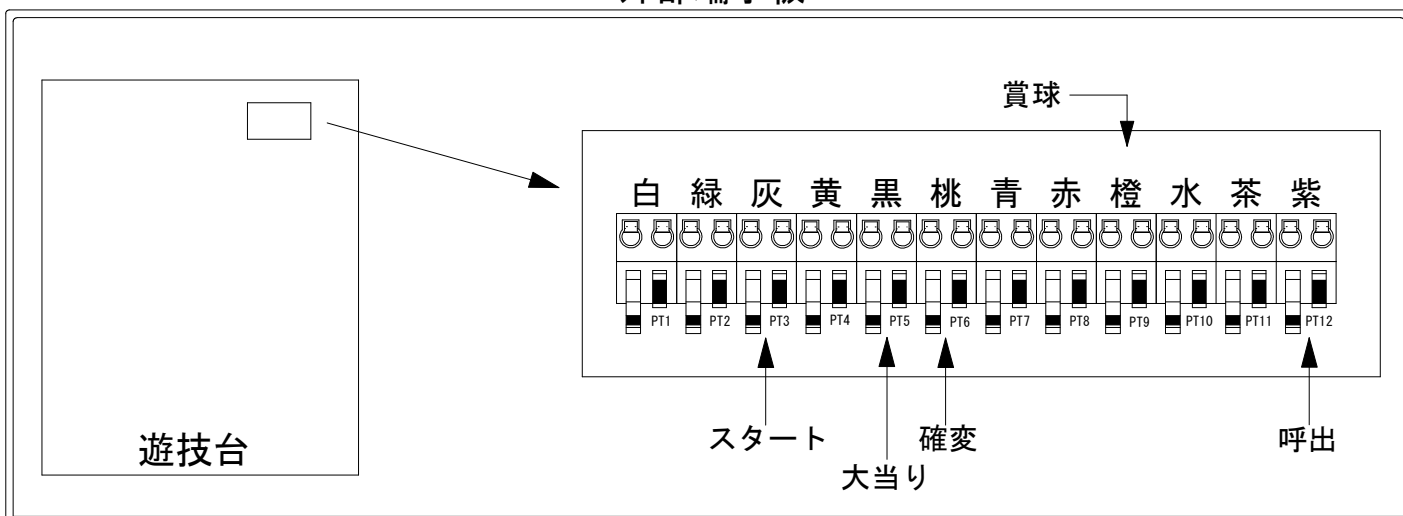 賞球
白 緑 灰 黄 黒 桃 青 赤 橙 水 茶 紫
PT1 PT2 PT3 PT4 PT5 PT6 PT7 PT8 PT9 PT10 PT11 PT12
スタート 確変 呼出
大当り
遊技台